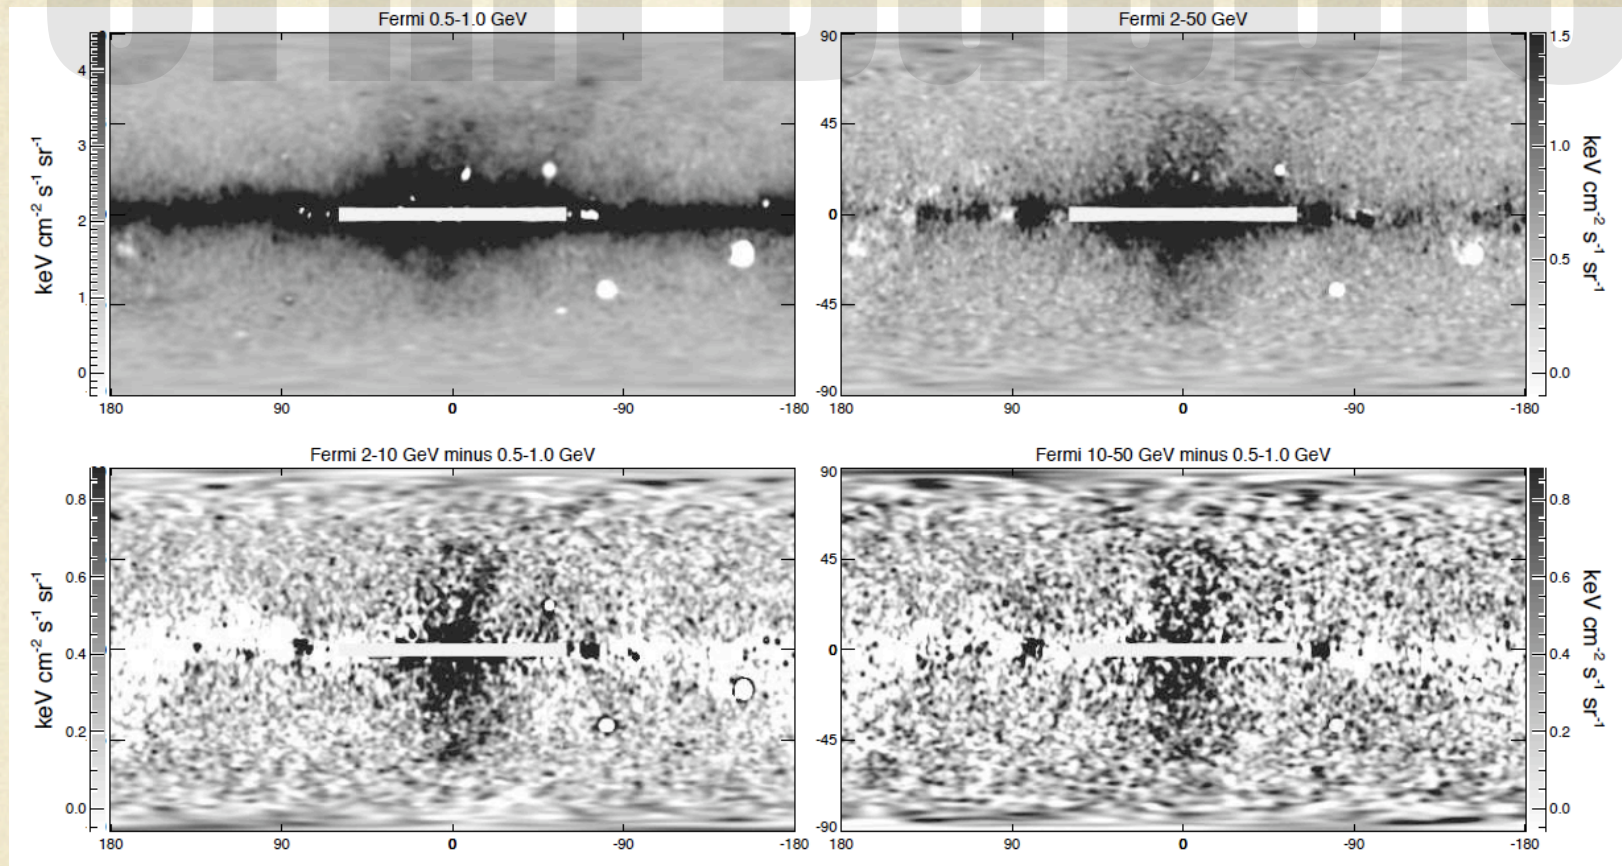 Fermi 0.5-1.0 GeV
Fermi 2-50 GeV
4
3
2
1
0
keV cm⁻² s⁻¹ sr⁻¹
180 90 0 -90 -180
90
45
0
-45
-90
180 90 0 -90 -180
1.5
1.0
0.5
0.0
keV cm⁻² s⁻¹ sr⁻¹
Fermi 2-10 GeV minus 0.5-1.0 GeV
Fermi 10-50 GeV minus 0.5-1.0 GeV
0.8
0.6
0.4
0.2
0.0
keV cm⁻² s⁻¹ sr⁻¹
180 90 0 -90 -180
90
45
0
-45
-90
180 90 0 -90 -180
0.8
0.6
0.4
0.2
0.0
keV cm⁻² s⁻¹ sr⁻¹